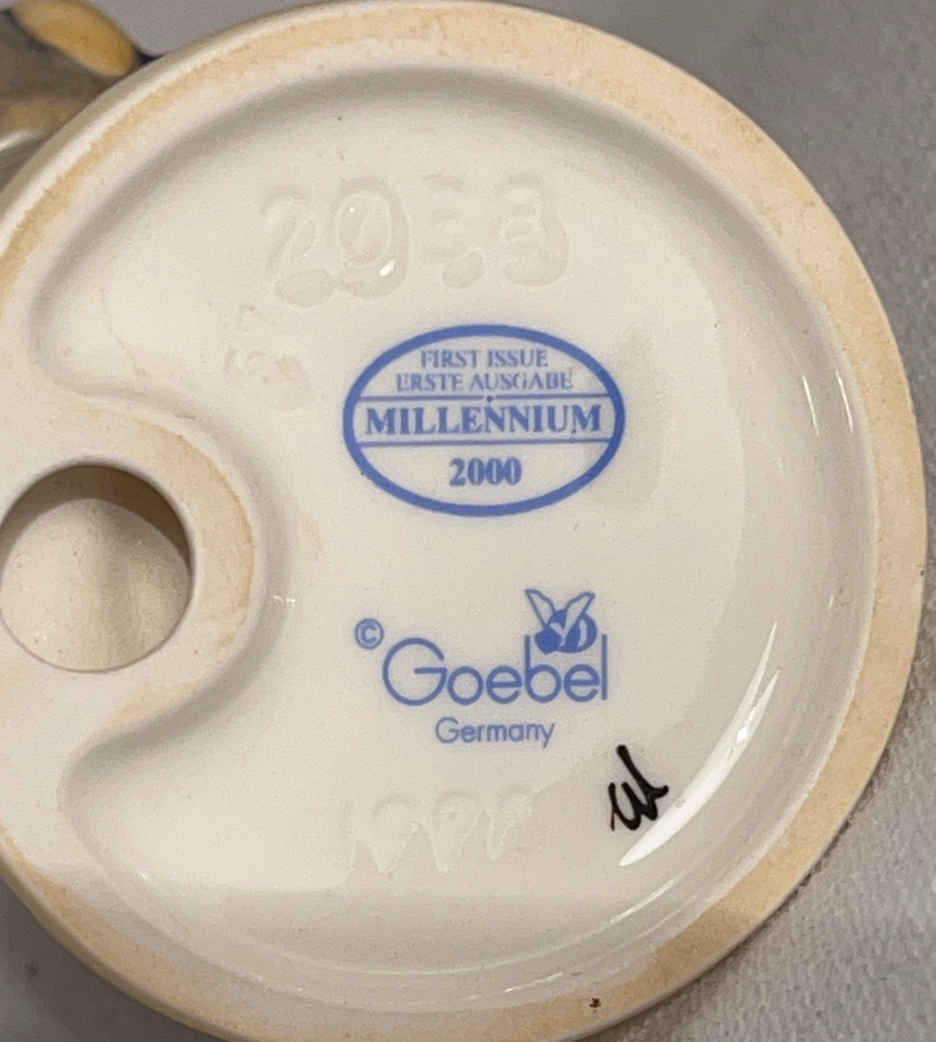 FIRST ISSUE
ERSTE AUSGABE
MILLENNIUM
2000
© Goebel
Germany